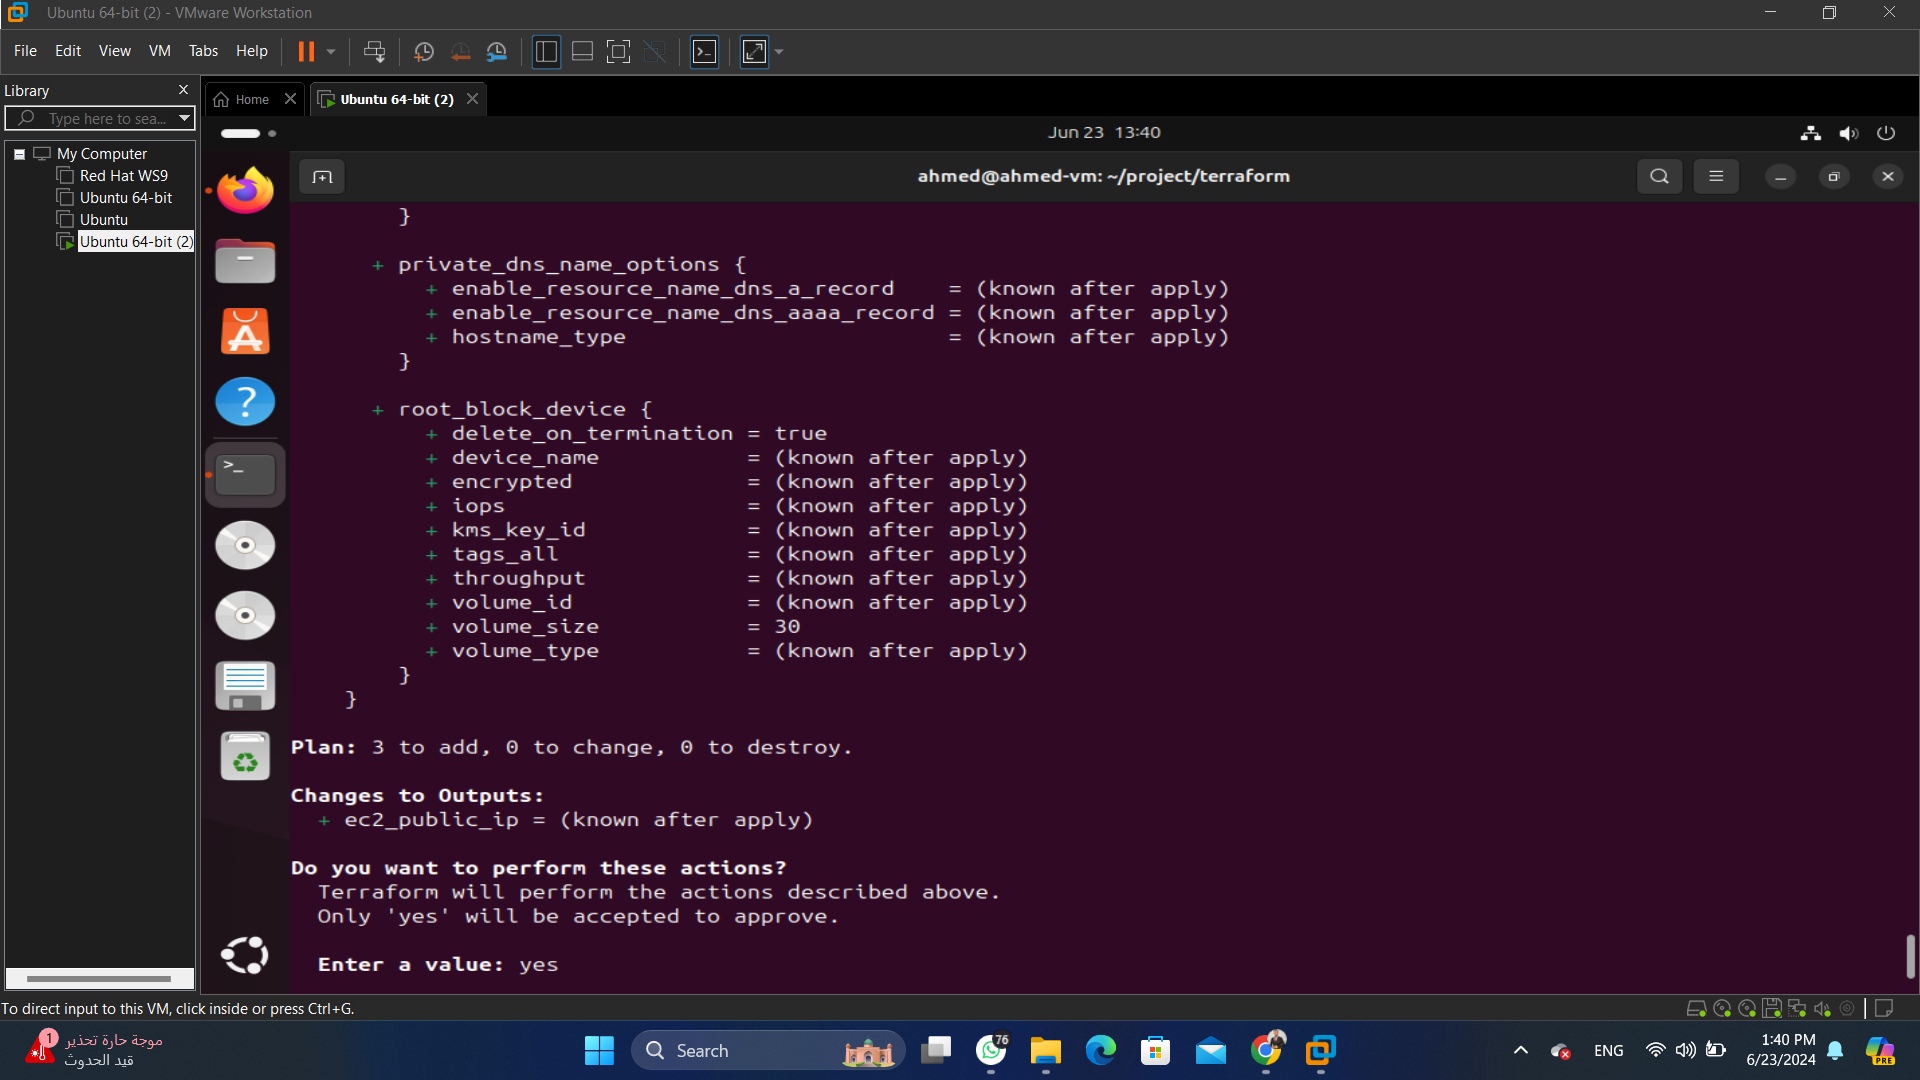 Ubuntu 64-bit (2) - VMware Workstation
File Edit View VM Tabs Help
Library
Type here to sea...
My Computer
Red Hat WS9
Ubuntu 64-bit
Ubuntu
Ubuntu 64-bit (2)
Home
Ubuntu 64-bit (2)
Jun 23 13:40
ahmed@ahmed-vm: ~/project/terraform
}
+ private_dns_name_options {
+ enable_resource_name_dns_a_record = (known after apply)
+ enable_resource_name_dns_aaaa_record = (known after apply)
+ hostname_type = (known after apply)
}
+ root_block_device {
+ delete_on_termination = true
+ device_name = (known after apply)
+ encrypted = (known after apply)
+ iops = (known after apply)
+ kms_key_id = (known after apply)
+ tags_all = (known after apply)
+ throughput = (known after apply)
+ volume_id = (known after apply)
+ volume_size = 30
+ volume_type = (known after apply)
}
}
Plan: 3 to add, 0 to change, 0 to destroy.
Changes to Outputs:
+ ec2_public_ip = (known after apply)
Do you want to perform these actions?
Terraform will perform the actions described above.
Only 'yes' will be accepted to approve.
Enter a value: yes
To direct input to this VM, click inside or press Ctrl+G.
1
موجة حارة تحذير
قيد الحدوث
Search
76
ENG
1:40 PM
6/23/2024
PRE